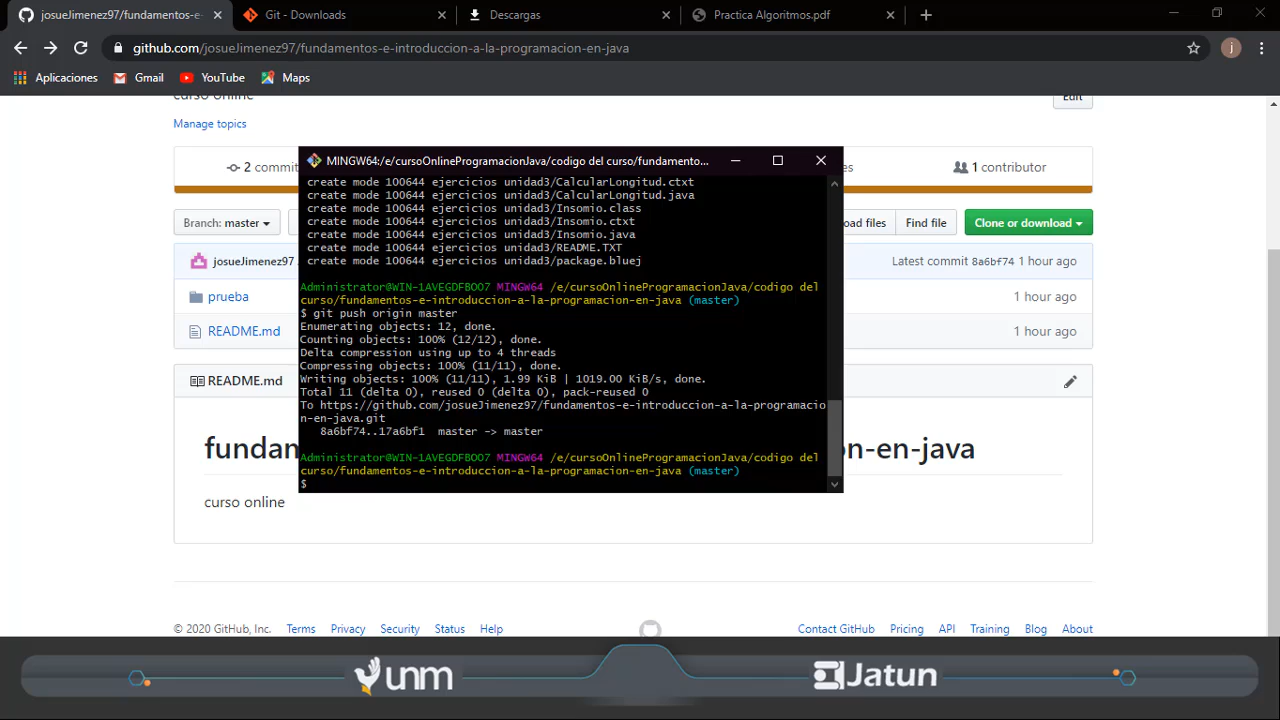 josueJimenez97/fundamentos-e-
Git - Downloads
Descargas
Practica Algoritmos.pdf
github.com/josueJimenez97/fundamentos-e-introduccion-a-la-programacion-en-java
j
Aplicaciones
Gmail
YouTube
Maps
curso online
Edit
Manage topics
2 commit
es
1 contributor
MINGW64:/e/cursoOnlineProgramacionJava/codigo del curso/fundamento...
create mode 100644 ejercicios unidad3/CalcularLongitud.ctxt
create mode 100644 ejercicios unidad3/CalcularLongitud.java
create mode 100644 ejercicios unidad3/Insomio.class
create mode 100644 ejercicios unidad3/Insomio.ctxt
create mode 100644 ejercicios unidad3/Insomio.java
create mode 100644 ejercicios unidad3/README.TXT
create mode 100644 ejercicios unidad3/package.bluej
Administrator@WIN-1AVEGDFBOO7 MINGW64 /e/cursoOnlineProgramacionJava/codigo del
curso/fundamentos-e-introduccion-a-la-programacion-en-java (master)
$ git push origin master
Enumerating objects: 12, done.
Counting objects: 100% (12/12), done.
Delta compression using up to 4 threads
Compressing objects: 100% (11/11), done.
Writing objects: 100% (11/11), 1.99 KiB | 1019.00 KiB/s, done.
Total 11 (delta 0), reused 0 (delta 0), pack-reused 0
To https://github.com/josueJimenez97/fundamentos-e-introduccion-a-la-programacio
n-en-java.git
8a6bf74..17a6bf1 master -> master
Administrator@WIN-1AVEGDFBOO7 MINGW64 /e/cursoOnlineProgramacionJava/codigo del
curso/fundamentos-e-introduccion-a-la-programacion-en-java (master)
$
Branch: master
oad files
Find file
Clone or download
josueJimenez97
Latest commit 8a6bf74 1 hour ago
prueba
1 hour ago
README.md
1 hour ago
README.md
fundam
on-en-java
curso online
© 2020 GitHub, Inc.
Terms
Privacy
Security
Status
Help
Contact GitHub
Pricing
API
Training
Blog
About
unm
Jatun